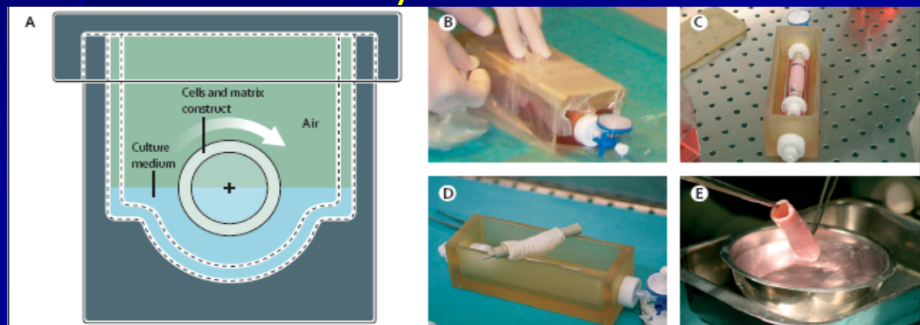 A
Cells and matrix
construct
Air
Culture
medium
B
C
D
E